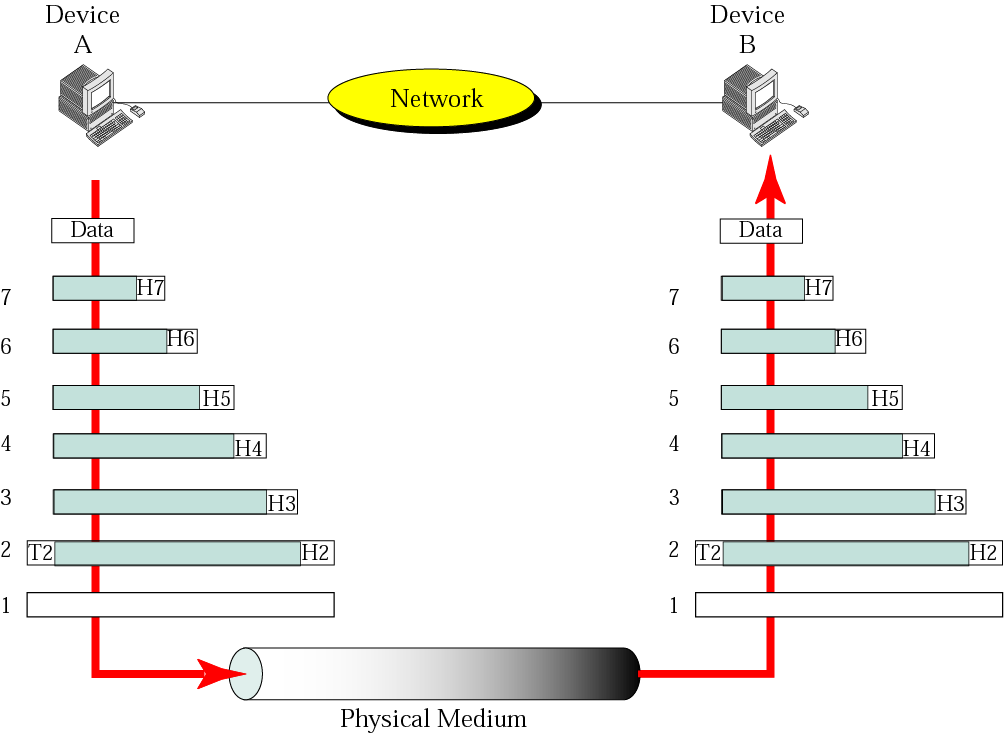 Device
A
Device
B
Network
Data
Data
7
H7
7
H7
6
H6
6
H6
5
H5
5
H5
4
H4
4
H4
3
H3
3
H3
2
T2
H2
2
T2
H2
1
1
Physical Medium